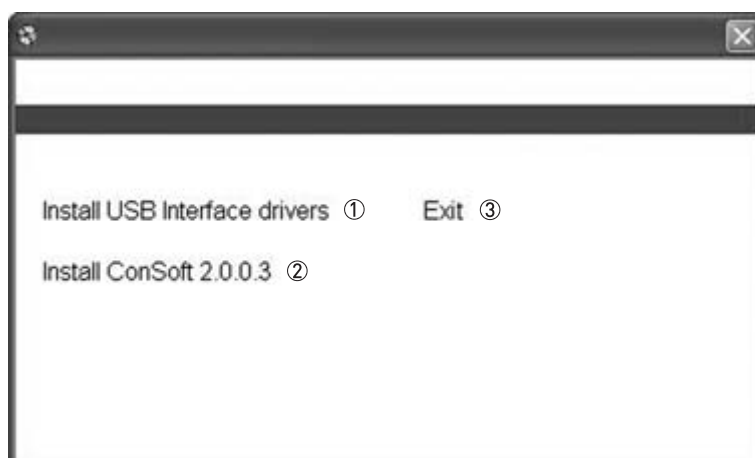 Install USB Interface drivers ① Exit ③
Install ConSoft 2.0.0.3 ②